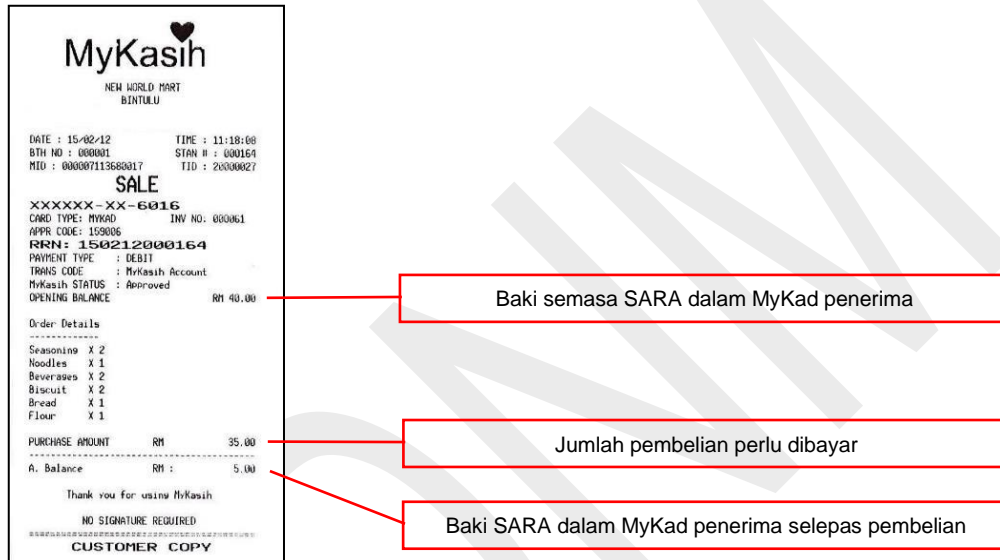 MyKasih
NEW WORLD MART
BINTULU
DATE : 15/02/12 TIME : 11:18:08
BTH NO : 000001 STAN # : 000164
MID : 000007113680017 TID : 20000027
SALE
XXXXXX-XX-6016
CARD TYPE: MYKAD INV NO: 000061
APPR CODE: 159006
RRN: 150212000164
PAYMENT TYPE : DEBIT
TRANS CODE : MyKasih Account
MyKasih STATUS : Approved
OPENING BALANCE RM 40.00
Baki semasa SARA dalam MyKad penerima
Order Details
Seasoning X 2
Noodles X 1
Beverages X 2
Biscuit X 2
Bread X 1
Flour X 1
PURCHASE AMOUNT RM 35.00
Jumlah pembelian perlu dibayar
A. Balance RM : 5.00
Baki SARA dalam MyKad penerima selepas pembelian
Thank you for using MyKasih
NO SIGNATURE REQUIRED
CUSTOMER COPY